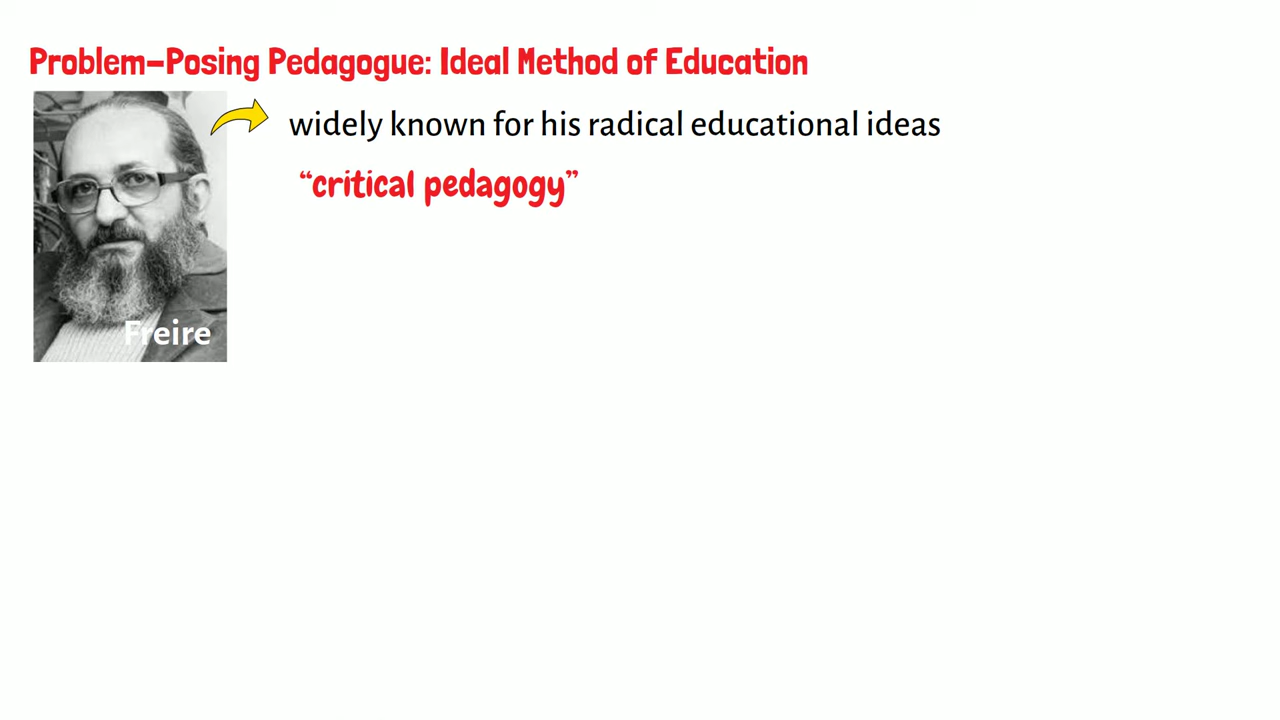 Problem-Posing Pedagogue: Ideal Method of Education
widely known for his radical educational ideas
“critical pedagogy”
Freire